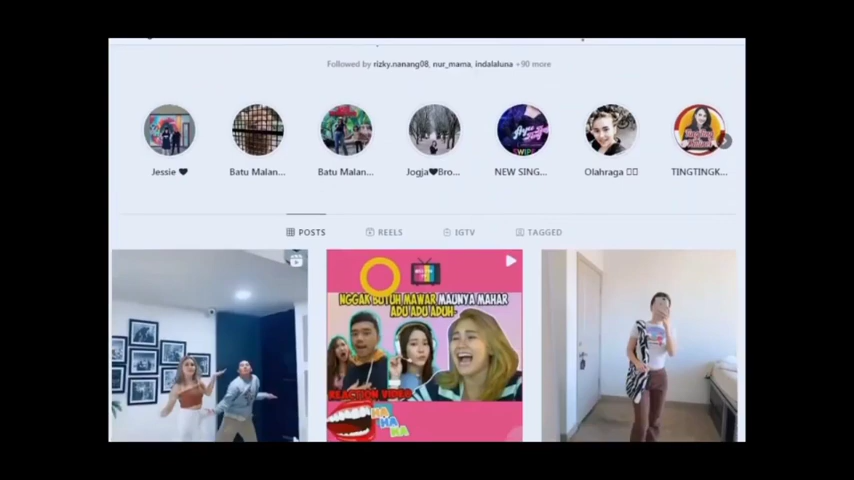 Followed by rizky.nanang08, nur_mama, indalaluna +90 more
Jessie ♥
Batu Malan...
Batu Malan...
Jogja♥Bro...
NEW SING...
Olahraga
TINGTINGK...
SWIPE
POSTS
REELS
IGTV
TAGGED
NGGAK BUTUH MAWAR MAUNYA MAHAR
ADU ADU ADUH
REACTION VIDEO
HA
HA
HA